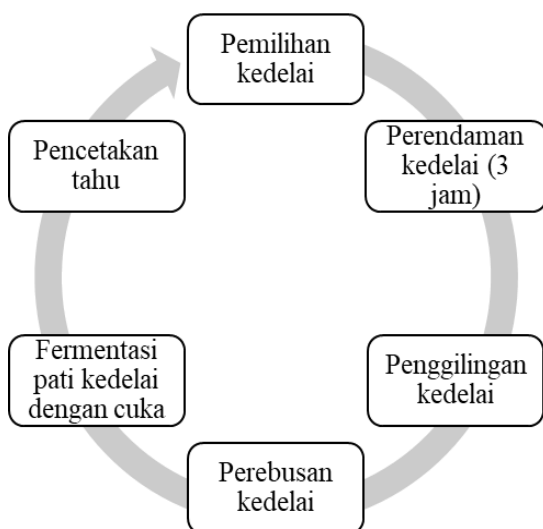 Pemilihan
kedelai
Perendaman
kedelai (3
jam)
Penggilingan
kedelai
Perebusan
kedelai
Fermentasi
pati kedelai
dengan cuka
Pencetakan
tahu